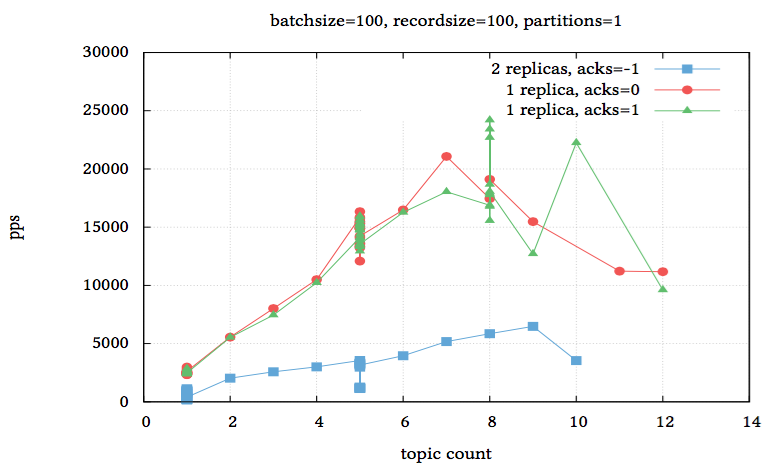 batchsize=100, recordsize=100, partitions=1
30000
25000
20000
15000
10000
5000
0
pps
2 replicas, acks=-1
1 replica, acks=0
1 replica, acks=1
0 2 4 6 8 10 12 14
topic count